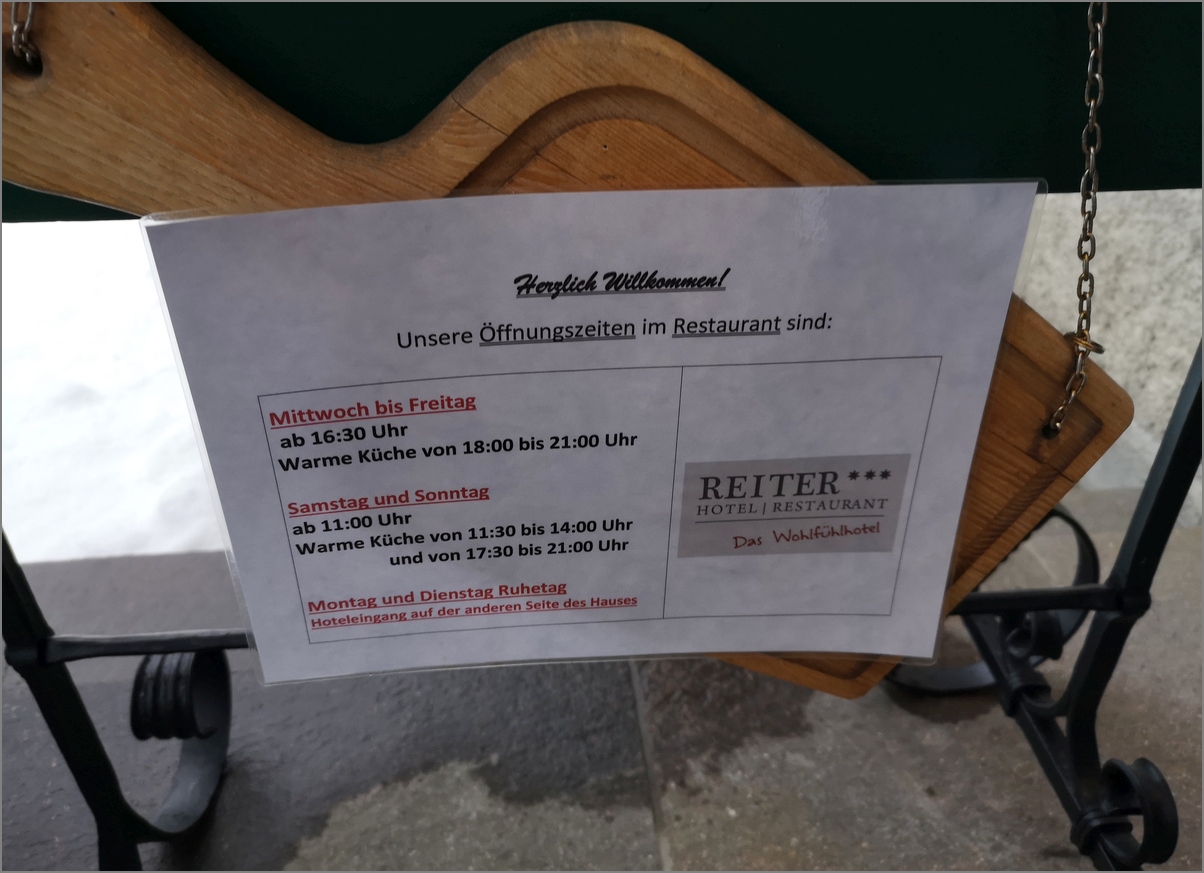 Herzlich Willkommen!
Unsere Öffnungszeiten im Restaurant sind:
Mittwoch bis Freitag
ab 16:30 Uhr
Warme Küche von 18:00 bis 21:00 Uhr
Samstag und Sonntag
ab 11:00 Uhr
Warme Küche von 11:30 bis 14:00 Uhr
und von 17:30 bis 21:00 Uhr
Montag und Dienstag Ruhetag
Hoteleingang auf der anderen Seite des Hauses
REITER ***
HOTEL | RESTAURANT
Das Wohlfühlhotel